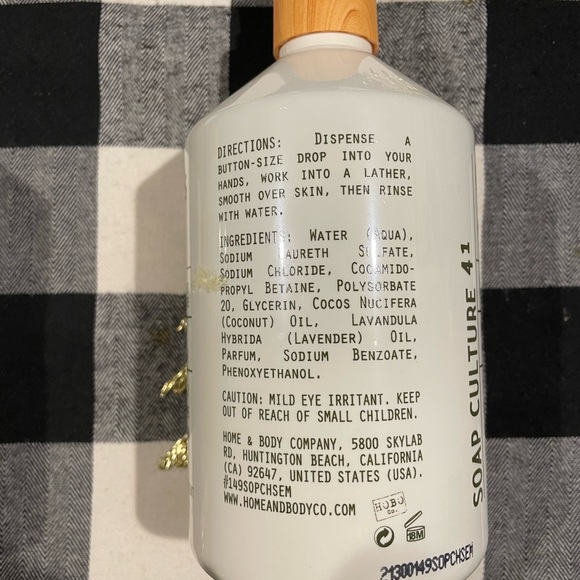 DIRECTIONS: DISPENSE A
BUTTON-SIZE DROP INTO YOUR
HANDS, WORK INTO A LATHER,
SMOOTH OVER SKIN, THEN RINSE
WITH WATER.
INGREDIENTS: WATER (AQUA),
SODIUM LAURETH SULFATE,
SODIUM CHLORIDE, COCAMIDO-
PROPYL BETAINE, POLYSORBATE
20, GLYCERIN, COCOS NUCIFERA
(COCONUT) OIL, LAVANDULA
HYBRIDA (LAVENDER) OIL,
PARFUM, SODIUM BENZOATE,
PHENOXYETHANOL.
CAUTION: MILD EYE IRRITANT. KEEP
OUT OF REACH OF SMALL CHILDREN.
HOME & BODY COMPANY, 5800 SKYLAB
RD, HUNTINGTON BEACH, CALIFORNIA
(CA) 92647, UNITED STATES (USA).
#149SOPCHSEM
WWW.HOMEANDBODYCO.COM
HOBO
Co.
18M
21300149SOPCHSEM
SOAP CULTURE 41